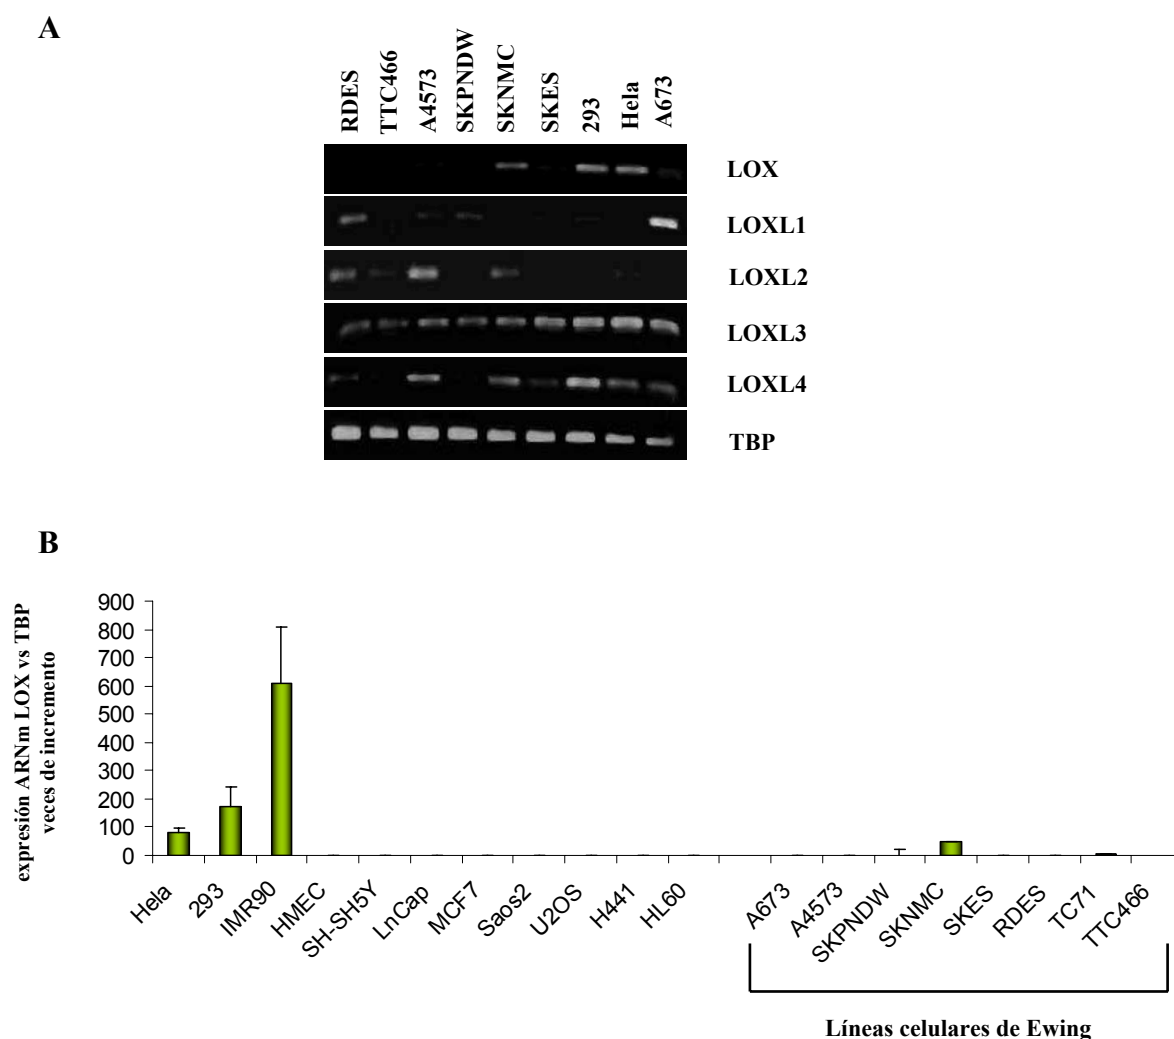 A
RDES
TTC466
A4573
SKPNDW
SKNMC
SKES
293
Hela
A673
LOX
LOXL1
LOXL2
LOXL3
LOXL4
TBP
B
expresión ARNm LOX vs TBP
veces de incremento
900
800
700
600
500
400
300
200
100
0
Hela
293
IMR90
HMEC
SH-SH5Y
LnCap
MCF7
Saos2
U2OS
H441
HL60
A673
A4573
SKPNDW
SKNMC
SKES
RDES
TC71
TTC466
Líneas celulares de Ewing